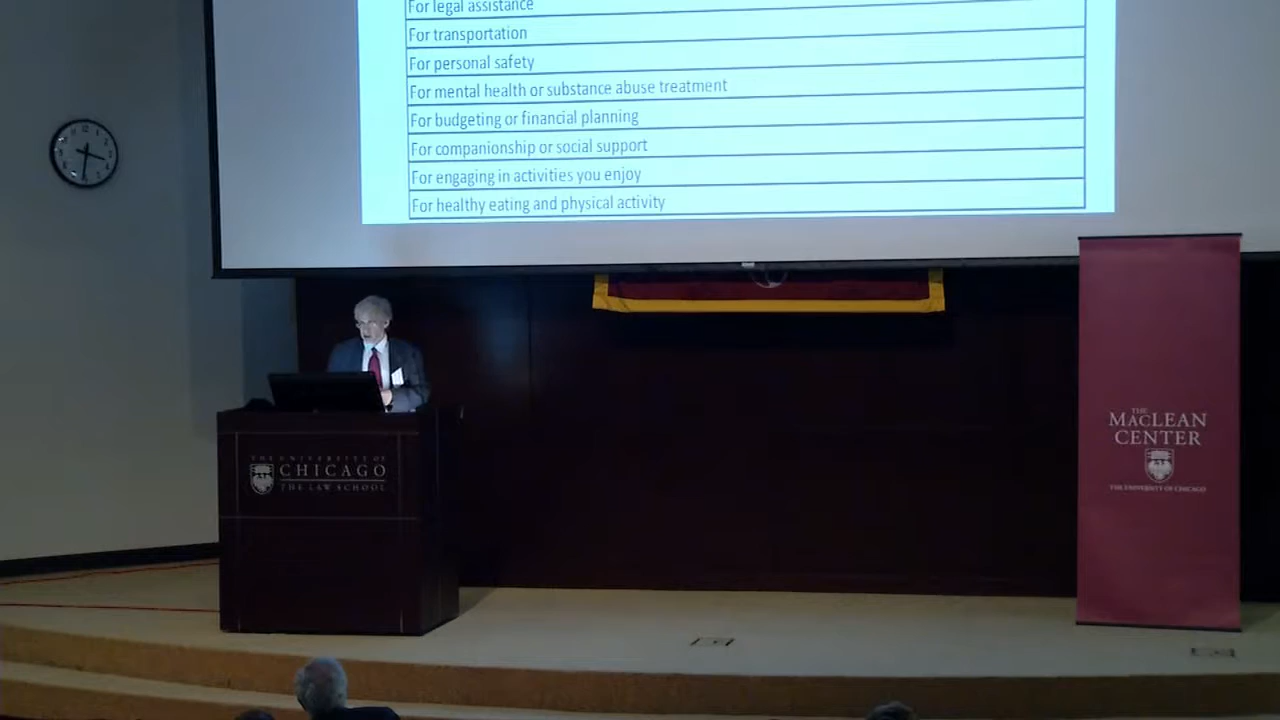 For legal assistance
For transportation
For personal safety
For mental health or substance abuse treatment
For budgeting or financial planning
For companionship or social support
For engaging in activities you enjoy
For healthy eating and physical activity
THE UNIVERSITY OF
CHICAGO
THE LAW SCHOOL
THE
MACLEAN
CENTER
THE UNIVERSITY OF CHICAGO